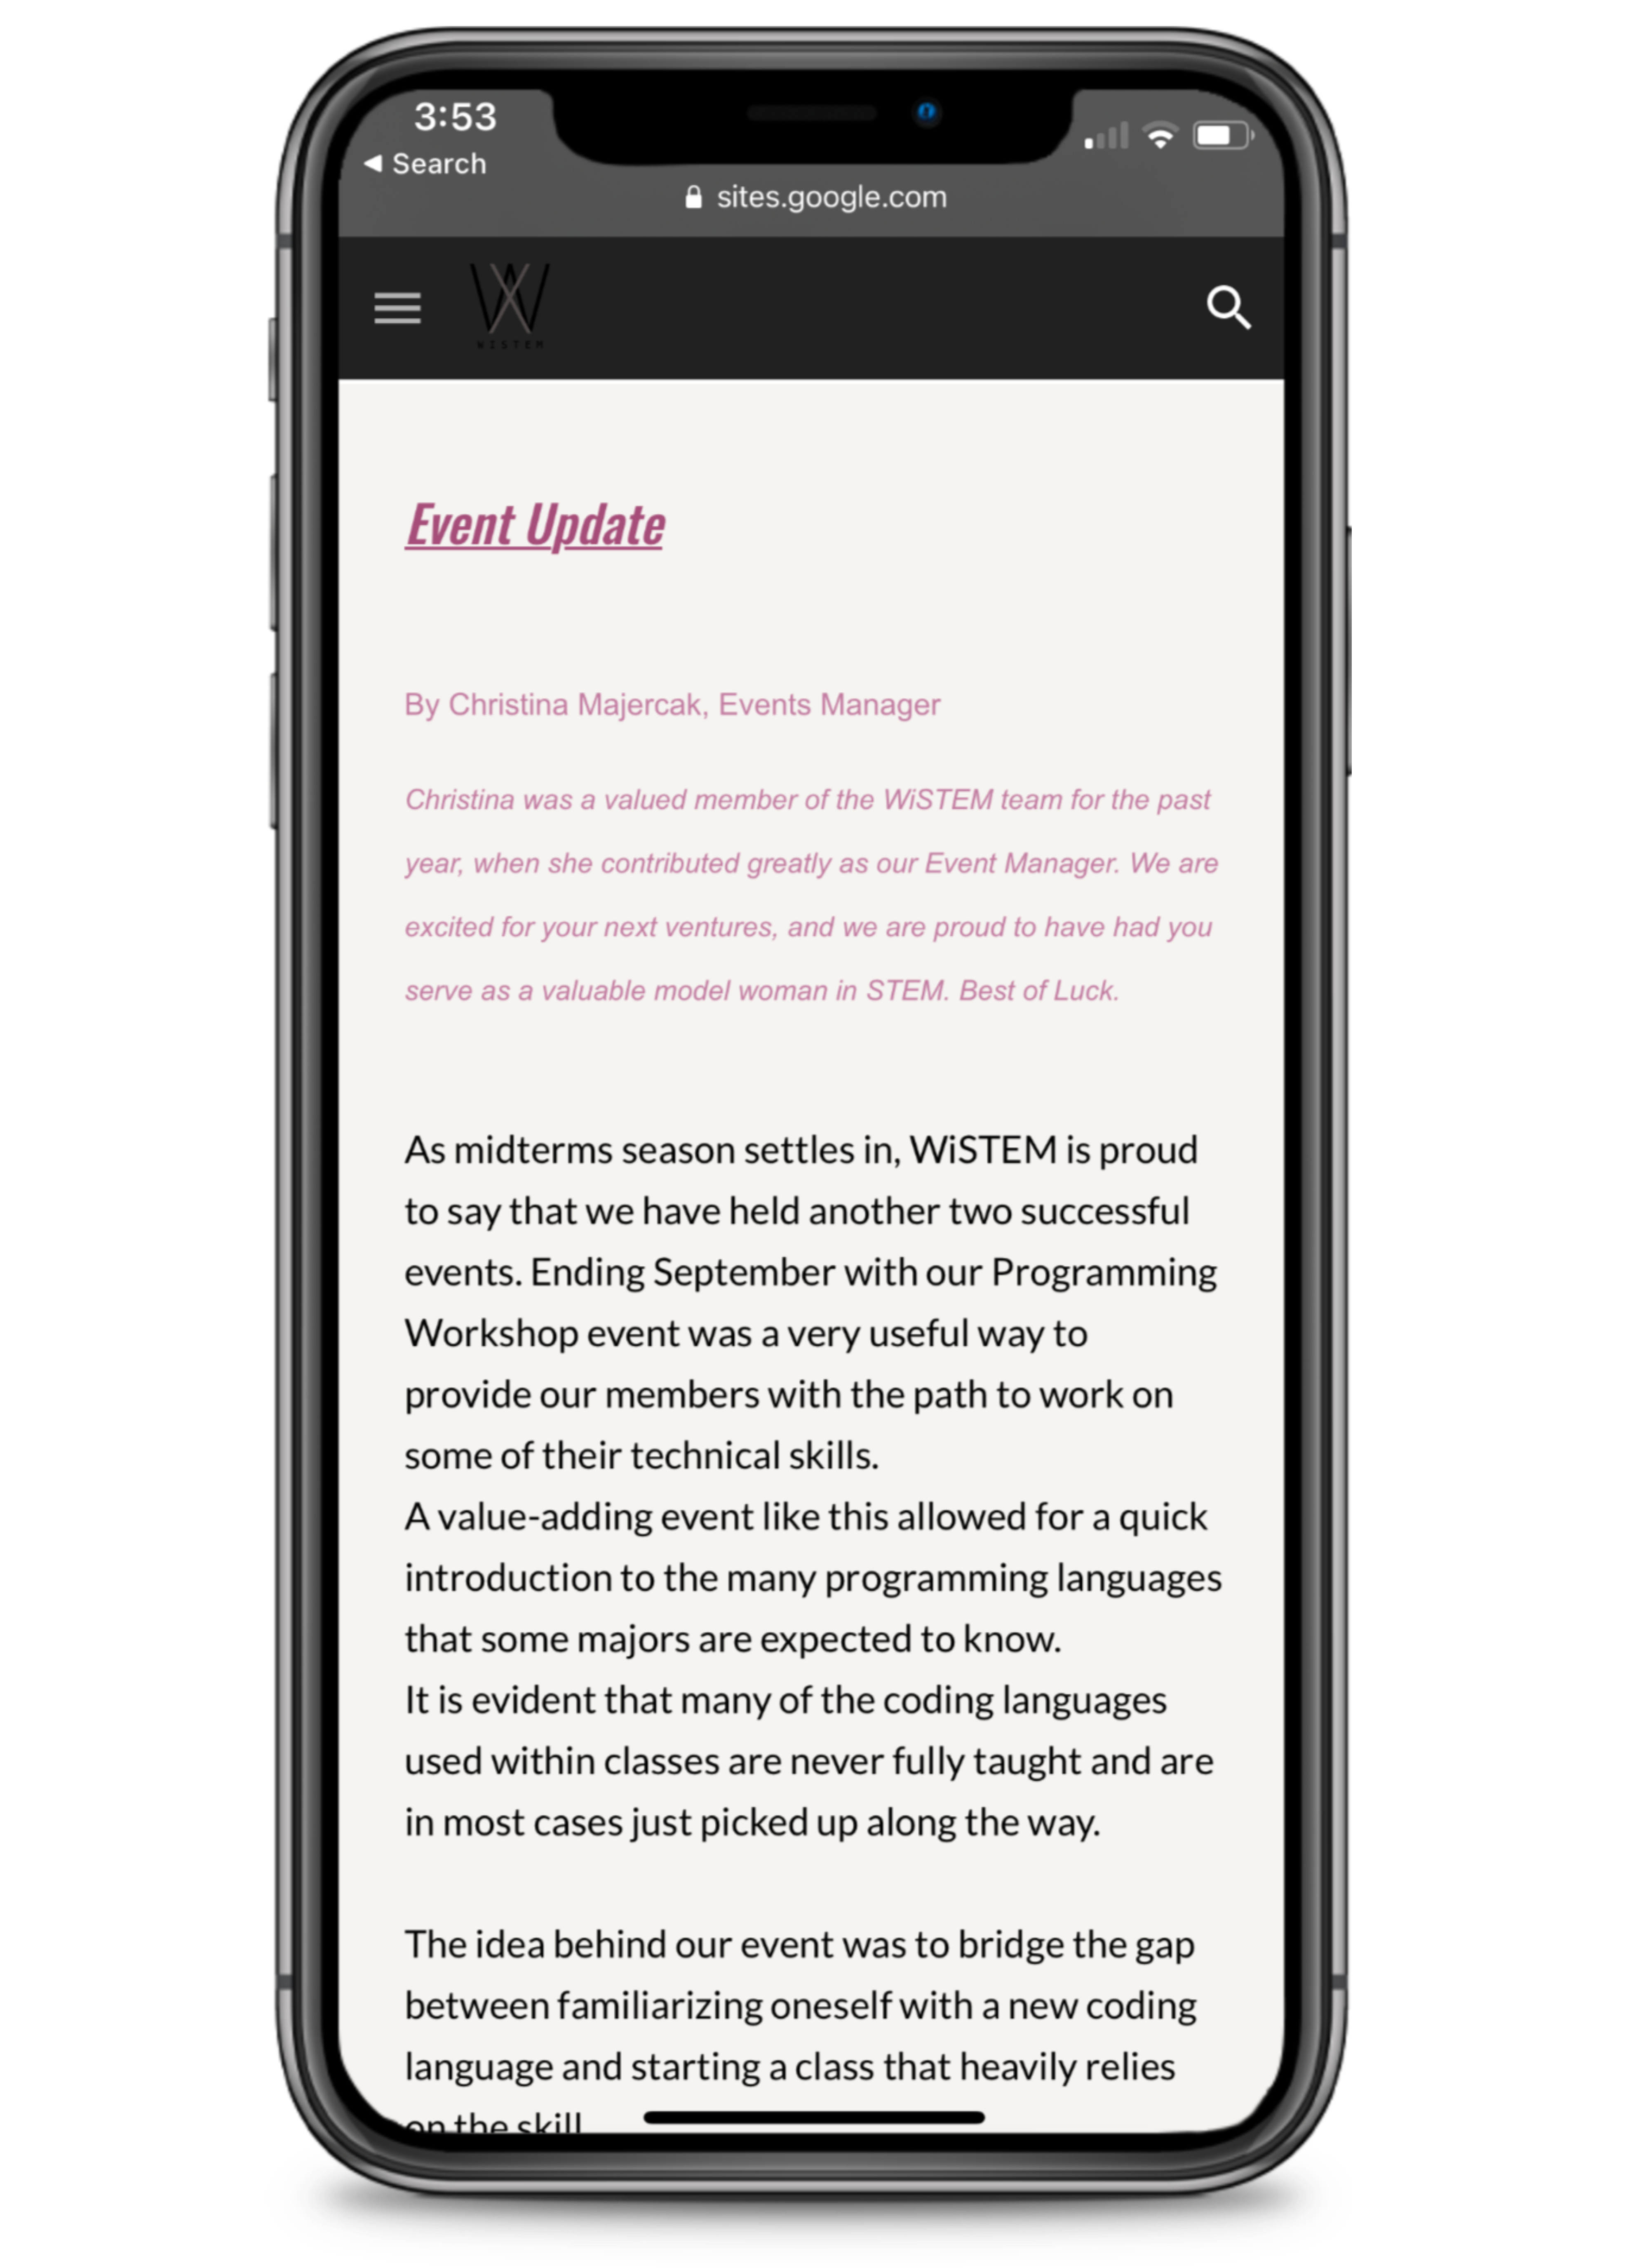 3:53
◀ Search
sites.google.com
WISTEM
Event Update
By Christina Majercak, Events Manager
Christina was a valued member of the WiSTEM team for the past
year, when she contributed greatly as our Event Manager. We are
excited for your next ventures, and we are proud to have had you
serve as a valuable model woman in STEM. Best of Luck.
As midterms season settles in, WiSTEM is proud
to say that we have held another two successful
events. Ending September with our Programming
Workshop event was a very useful way to
provide our members with the path to work on
some of their technical skills.
A value-adding event like this allowed for a quick
introduction to the many programming languages
that some majors are expected to know.
It is evident that many of the coding languages
used within classes are never fully taught and are
in most cases just picked up along the way.
The idea behind our event was to bridge the gap
between familiarizing oneself with a new coding
language and starting a class that heavily relies
on the skill